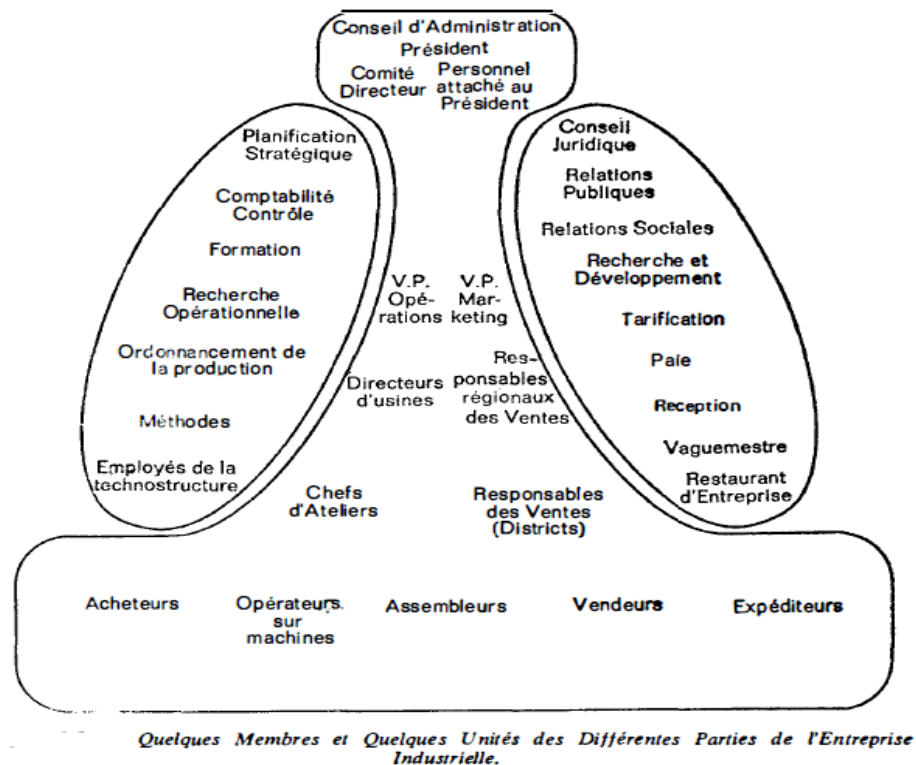 Conseil d'Administration
Président
Comité
Directeur
Personnel
attaché au
Président
Planification
Stratégique
Comptabilité
Contrôle
Formation
Recherche
Opérationnelle
Ordonnancement de
la production
Méthodes
Employés de la
technostructure
V.P.
Opé-
rations
V.P.
Mar-
keting
Directeurs
d'usines
Res-
ponsables
régionaux
des Ventes
Chefs
d'Ateliers
Responsables
des Ventes
(Districts)
Conseil
Juridique
Relations
Publiques
Relations Sociales
Recherche et
Développement
Tarification
Paie
Reception
Vaguemestre
Restaurant
d'Entreprise
Acheteurs
Opérateurs
sur
machines
Assembleurs
Vendeurs
Expéditeurs
Quelques Membres et Quelques Unités des Différentes Parties de l'Entreprise
Industrielle.